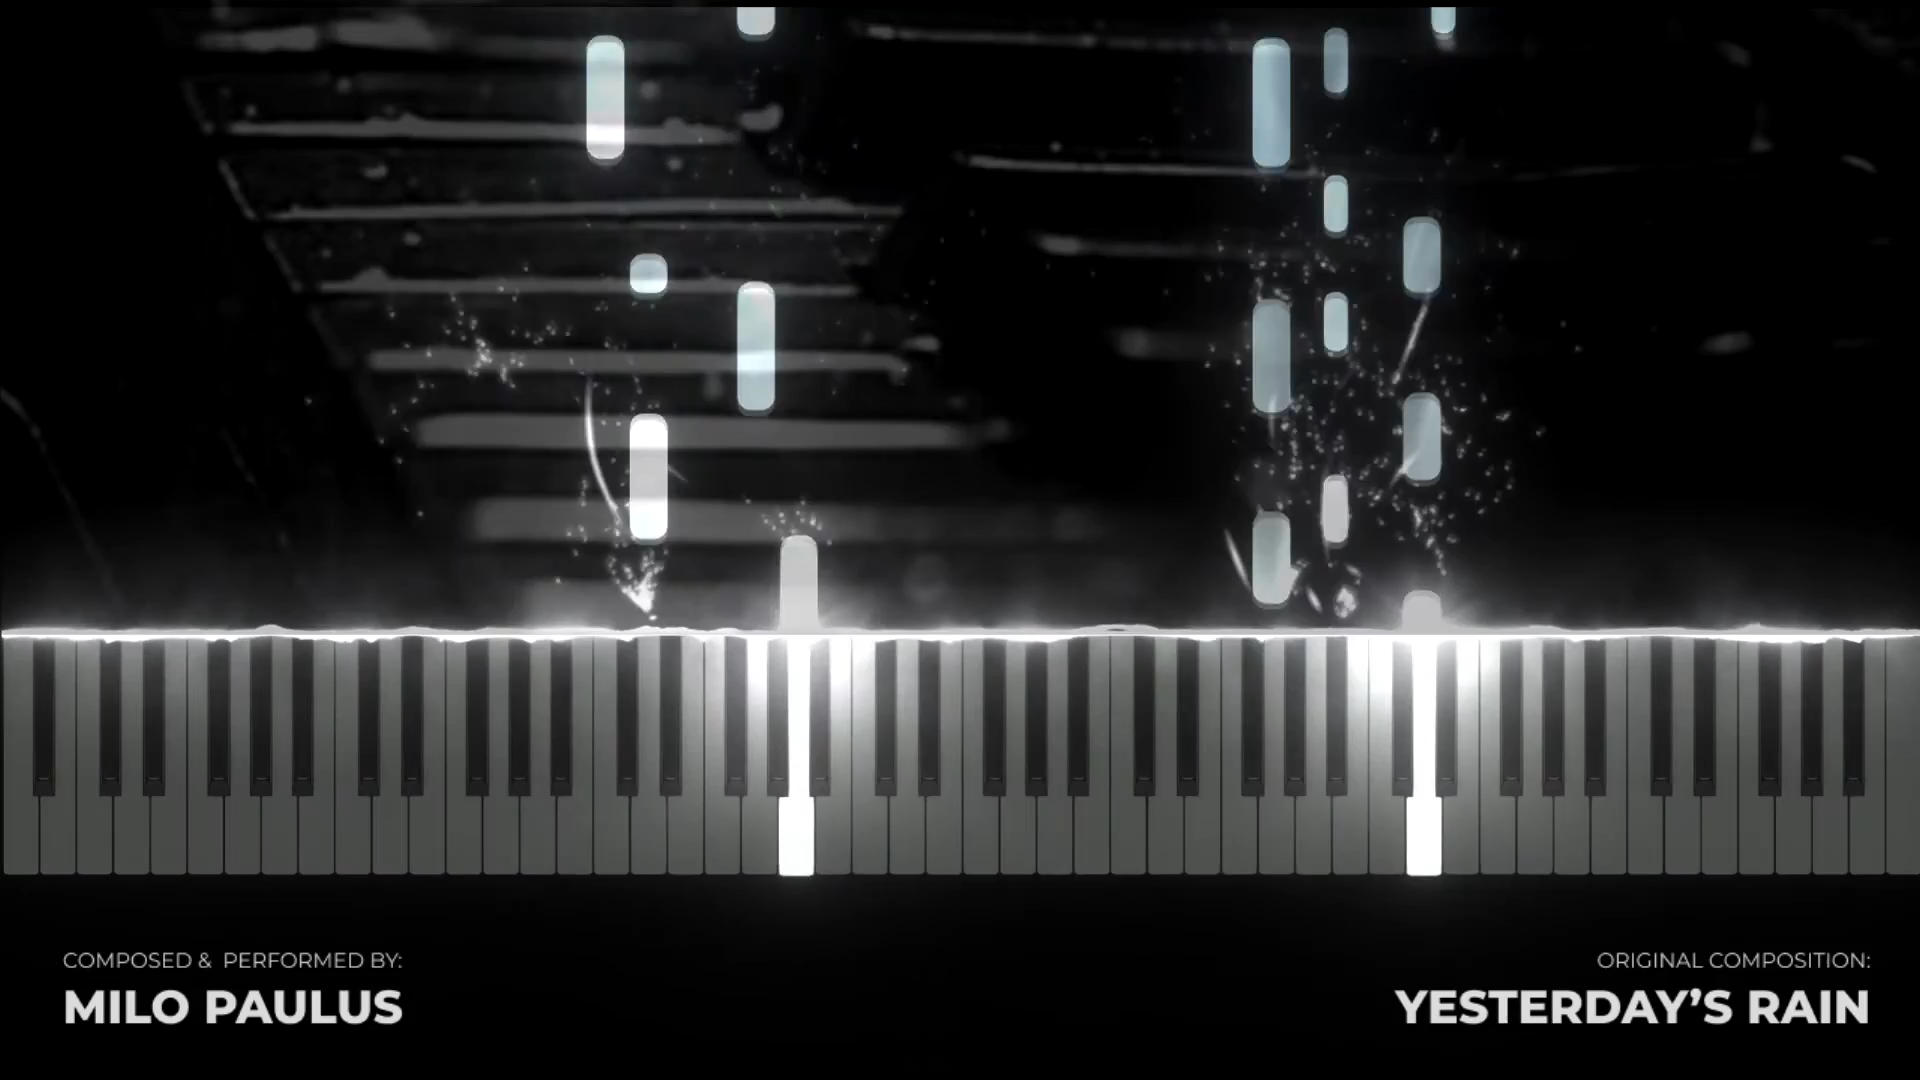 COMPOSED & PERFORMED BY:
MILO PAULUS
ORIGINAL COMPOSITION:
YESTERDAY’S RAIN